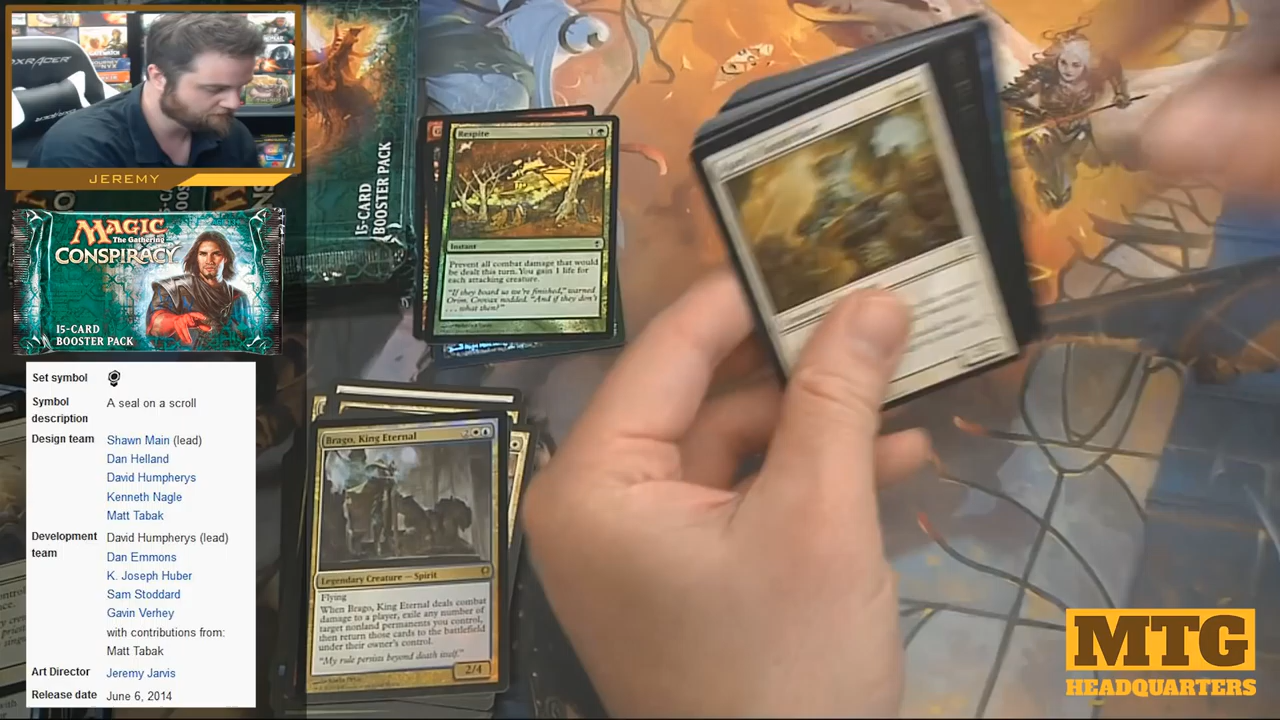 DXRACER
JEREMY
MAGIC
The Gathering
CONSPIRACY
15-CARD
BOOSTER PACK
Set symbol
Symbol description
A seal on a scroll
Design team
Shawn Main (lead)
Dan Helland
David Humpherys
Kenneth Nagle
Matt Tabak
Development team
David Humpherys (lead)
Dan Emmons
K. Joseph Huber
Sam Stoddard
Gavin Verhey
with contributions from:
Matt Tabak
Art Director
Jeremy Jarvis
Release date
June 6, 2014
15-CARD
BOOSTER PACK
Respite
Instant
Prevent all combat damage that would
be dealt this turn. You gain 1 life for
each attacking creature.
"If they board us we're finished," warned
Orim. Crovax nodded. "And if they don't
. . . what then?"
Brago, King Eternal
Legendary Creature — Spirit
Flying
When Brago, King Eternal deals combat
damage to a player, exile any number of
target nonland permanents you control,
then return those cards to the battlefield
under their owner's control.
"My rule persists beyond death itself."
2/4
MTG
HEADQUARTERS